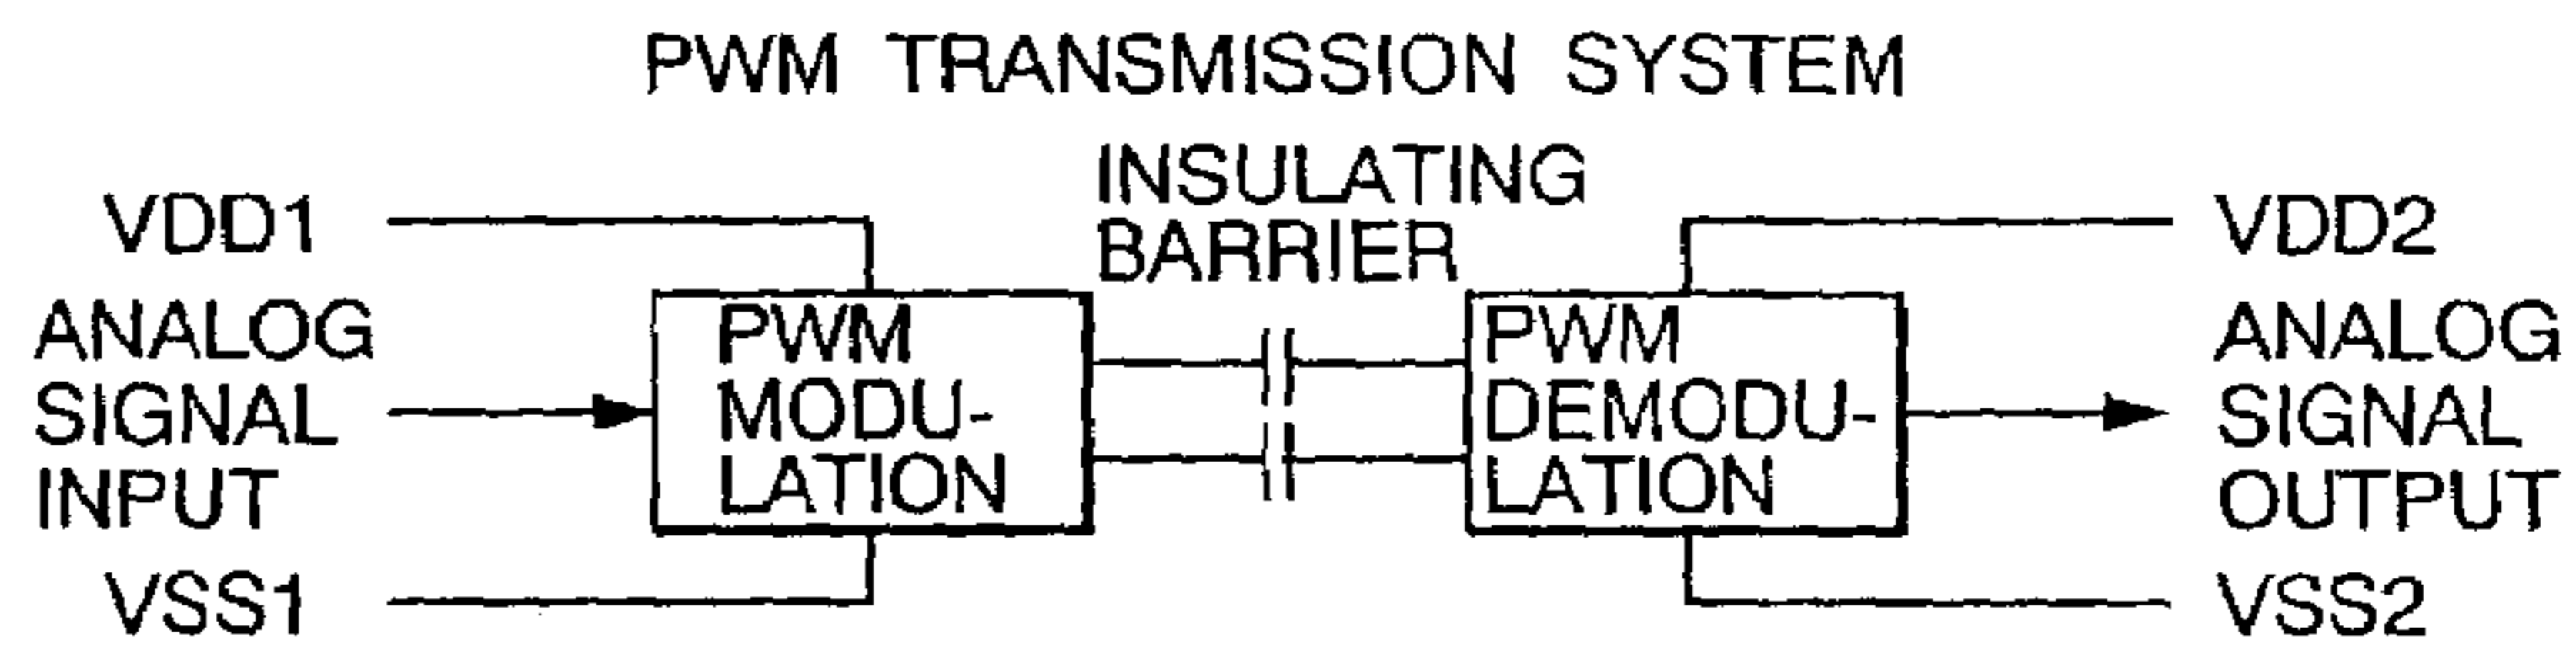 PWM TRANSMISSION SYSTEM
INSULATING
BARRIER
VDD1
ANALOG
SIGNAL
INPUT
VSS1
PWM
MODU-
LATION
PWM
DEMODU-
LATION
VDD2
ANALOG
SIGNAL
OUTPUT
VSS2